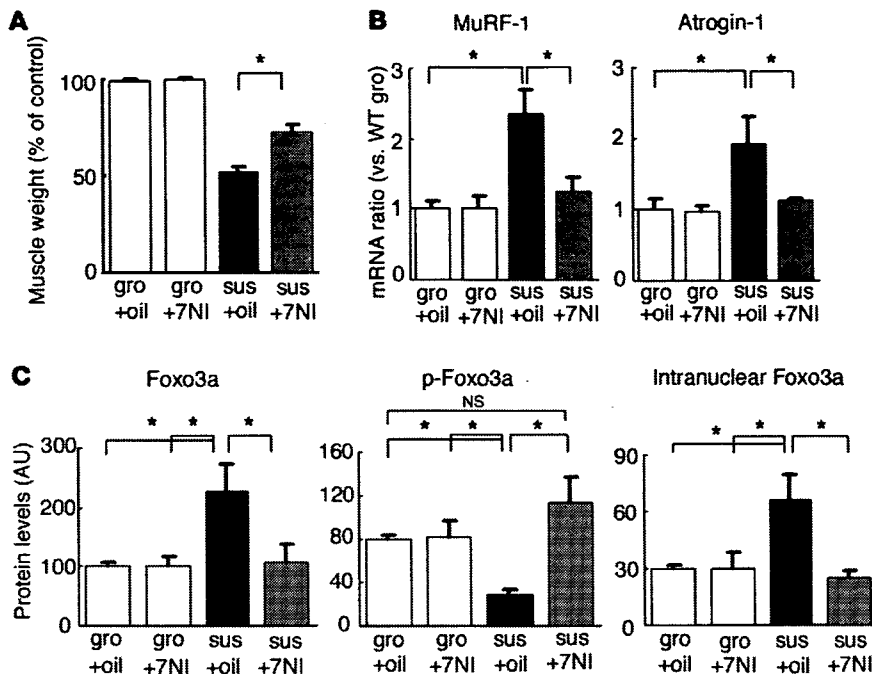 A
Muscle weight (% of control)
100
50
0
*
gro +oil
gro +7NI
sus +oil
sus +7NI
B
MuRF-1
mRNA ratio (vs. WT gro)
3
2
1
0
*
*
gro +oil
gro +7NI
sus +oil
sus +7NI
Atrogin-1
3
2
1
0
*
*
gro +oil
gro +7NI
sus +oil
sus +7NI
C
Foxo3a
Protein levels (AU)
300
200
100
0
*
*
*
gro +oil
gro +7NI
sus +oil
sus +7NI
p-Foxo3a
NS
160
120
80
40
0
*
*
*
gro +oil
gro +7NI
sus +oil
sus +7NI
Intranuclear Foxo3a
90
60
30
0
*
*
*
gro +oil
gro +7NI
sus +oil
sus +7NI